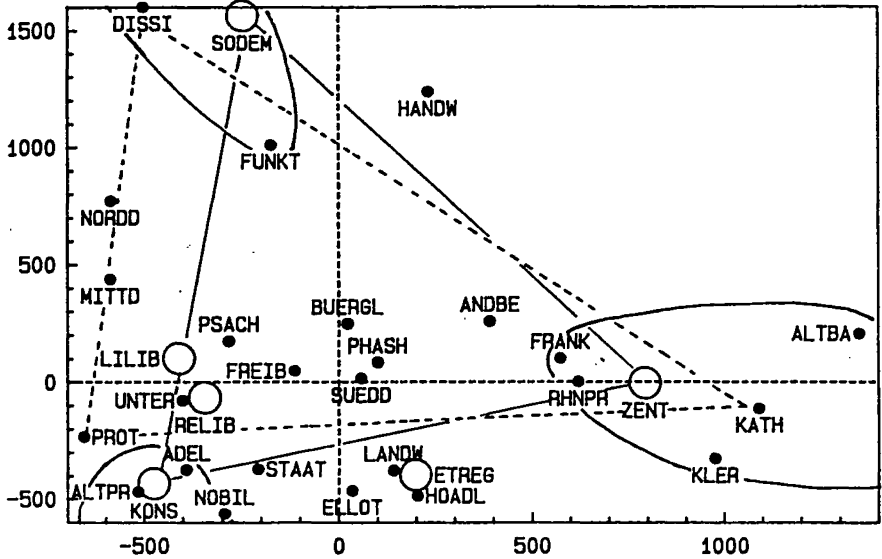 1500
DISSI
SODEM
HANDW
1000
FUNKT
NORDD
500
MITTD
BUERGL
ANDBE
PSACH
FRANK
ALTBA
PHASH
LILIB
FREIB
0
SUEDD
UNTER
RELIB
RHNPR
ZENT
KATH
PROT
ADEL
STAAT
LANDW
ETREG
KLER
ALTPR
KONS
NOBIL
ELLOT
HOADL
-500
-500
0
500
1000